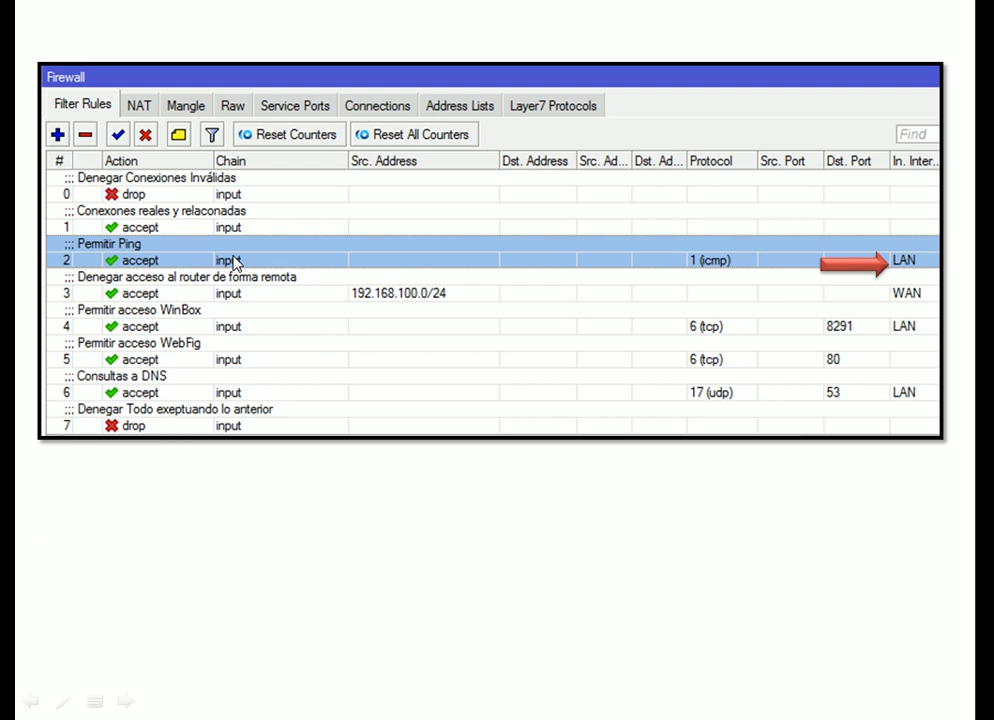 Firewall
Filter Rules NAT Mangle Raw Service Ports Connections Address Lists Layer7 Protocols
Reset Counters Reset All Counters Find
# Action Chain Src. Address Dst. Address Src. Ad... Dst. Ad... Protocol Src. Port Dst. Port In. Inter...
::: Denegar Conexiones Inválidas
0 drop input
::: Conexones reales y relaconadas
1 accept input
::: Permitir Ping
2 accept input 1 (icmp) LAN
::: Denegar acceso al router de forma remota
3 accept input 192.168.100.0/24 WAN
::: Permitir acceso WinBox
4 accept input 6 (tcp) 8291 LAN
::: Permitir acceso WebFig
5 accept input 6 (tcp) 80
::: Consultas a DNS
6 accept input 17 (udp) 53 LAN
::: Denegar Todo exeptuando lo anterior
7 drop input